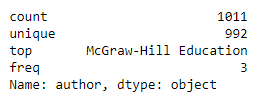 count 1011
unique 992
top McGraw-Hill Education
freq 3
Name: author, dtype: object